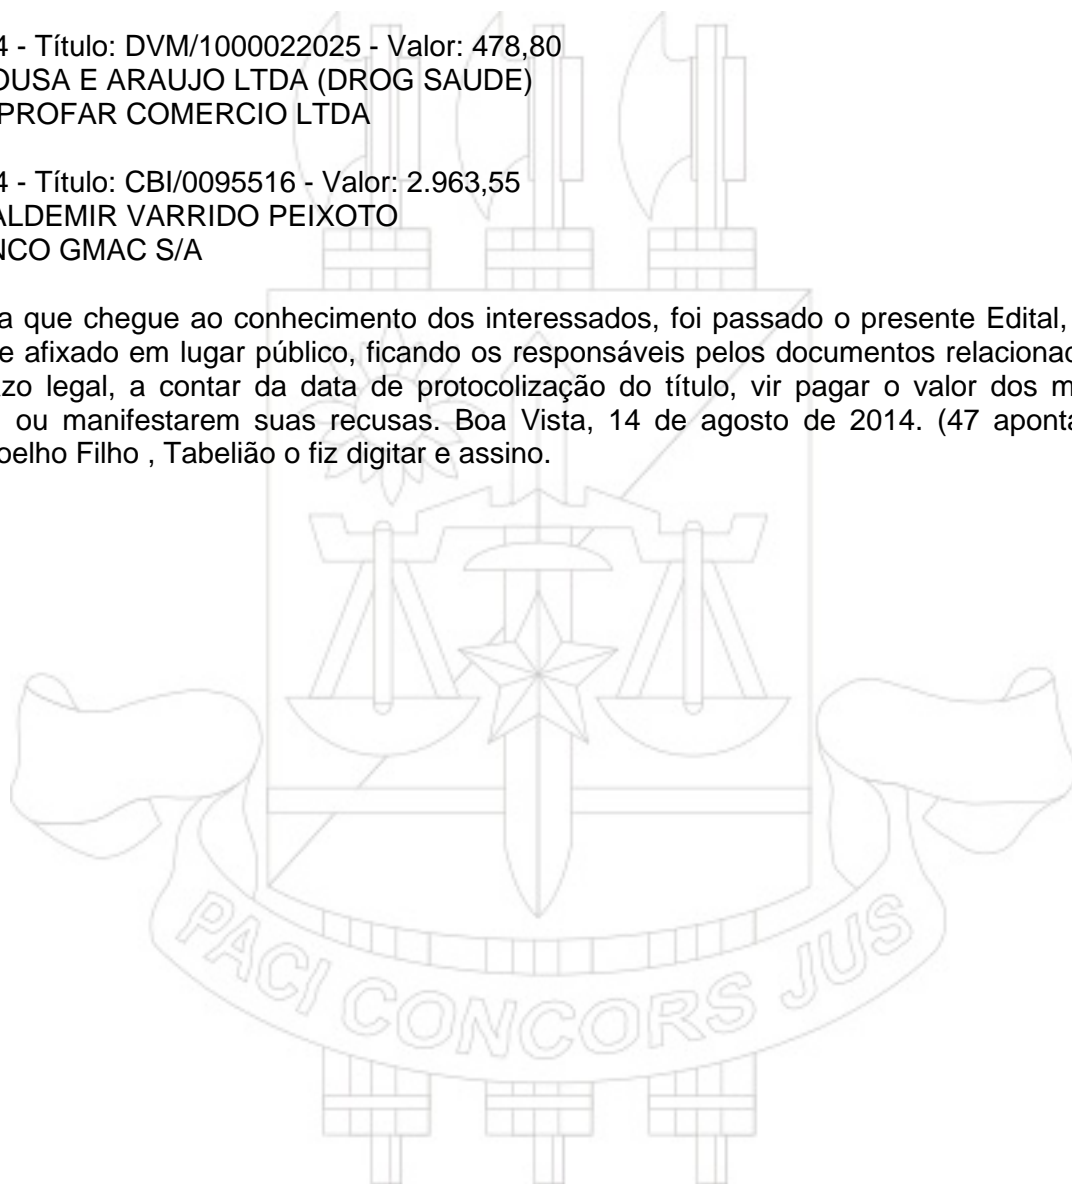 4 - Título: DVM/1000022025 - Valor: 478,80
OUSA E ARAUJO LTDA (DROG SAUDE)
PROFAR COMERCIO LTDA
4 - Título: CBI/0095516 - Valor: 2.963,55
ALDEMIR VARRIDO PEIXOTO
NCO GMAC S/A
a que chegue ao conhecimento dos interessados, foi passado o presente Edital,
e afixado em lugar público, ficando os responsáveis pelos documentos relacionad
azo legal, a contar da data de protocolização do título, vir pagar o valor dos m
ou manifestarem suas recusas. Boa Vista, 14 de agosto de 2014. (47 aponta
oelho Filho , Tabelião o fiz digitar e assino.
PACI CONCORS JUS